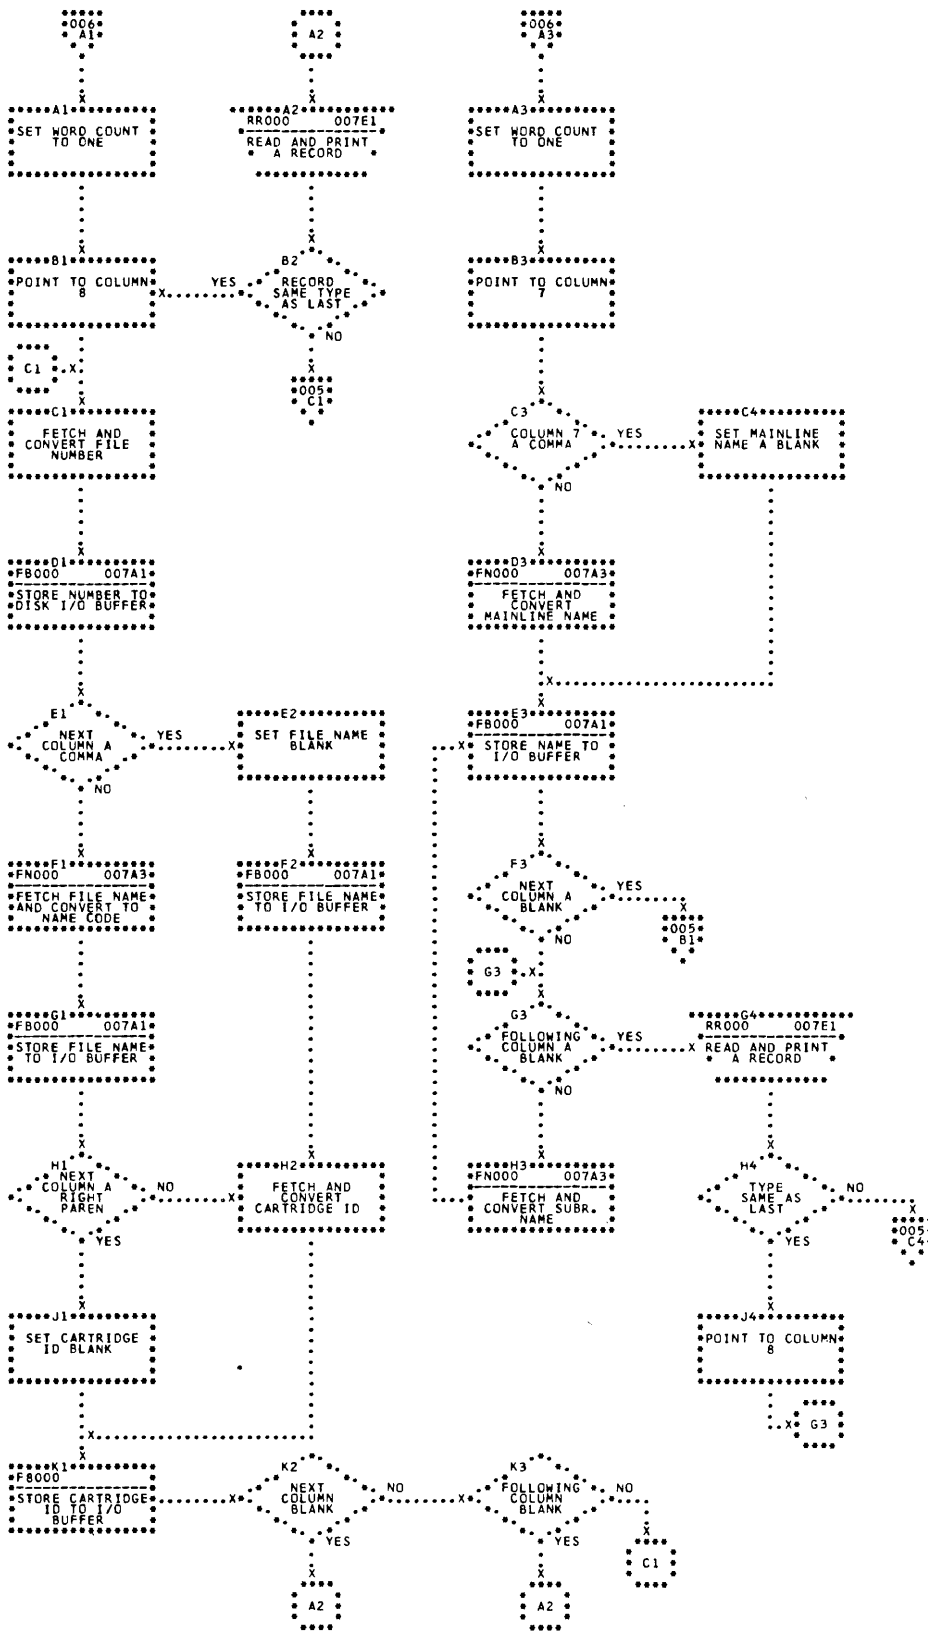 006
A1
A2
006
A3
A1
SET WORD COUNT
TO ONE
A2
RR000 007E1
READ AND PRINT
A RECORD
A3
SET WORD COUNT
TO ONE
B1
POINT TO COLUMN
8
YES
B2
RECORD
SAME TYPE
AS LAST
NO
B3
POINT TO COLUMN
7
C1
005
C1
C1
FETCH AND
CONVERT FILE
NUMBER
C3
COLUMN 7
A COMMA
YES
NO
C4
SET MAINLINE
NAME A BLANK
D1
FB000 007A1
STORE NUMBER TO
DISK I/O BUFFER
D3
FN000 007A3
FETCH AND
CONVERT
MAINLINE NAME
E1
NEXT
COLUMN A
COMMA
YES
NO
E2
SET FILE NAME
BLANK
E3
FB000 007A1
STORE NAME TO
I/O BUFFER
F1
FN000 007A3
FETCH FILE NAME
AND CONVERT TO
NAME CODE
F2
FB000 007A1
STORE FILE NAME
TO I/O BUFFER
F3
NEXT
COLUMN A
BLANK
YES
NO
005
B1
G3
G1
FB000 007A1
STORE FILE NAME
TO I/O BUFFER
G3
FOLLOWING
COLUMN A
BLANK
YES
NO
G4
RR000 007E1
READ AND PRINT
A RECORD
H1
NEXT
COLUMN A
RIGHT
PAREN
NO
YES
H2
FETCH AND
CONVERT
CARTRIDGE ID
H3
FN000 007A3
FETCH AND
CONVERT SUBR.
NAME
H4
TYPE
SAME AS
LAST
NO
YES
005
C4
J1
SET CARTRIDGE
ID BLANK
J4
POINT TO COLUMN
8
G3
K1
F8000
STORE CARTRIDGE
ID TO I/O
BUFFER
K2
NEXT
COLUMN
BLANK
NO
YES
K3
FOLLOWING
COLUMN
BLANK
NO
YES
C1
A2
A2